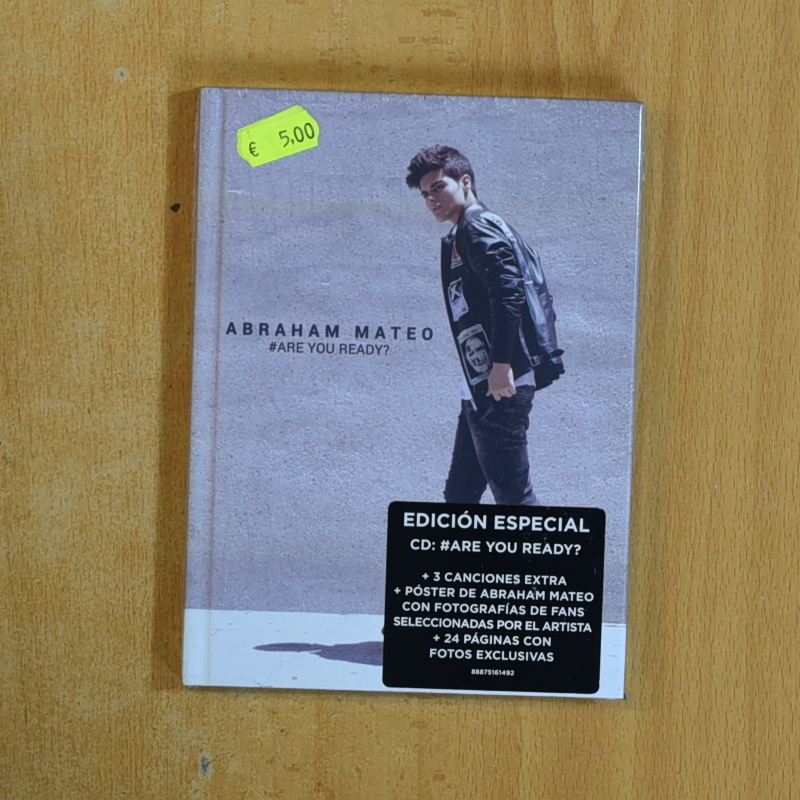 € 5,00
ABRAHAM MATEO
#ARE YOU READY?
EDICIÓN ESPECIAL
CD: #ARE YOU READY?
+ 3 CANCIONES EXTRA
+ PÓSTER DE ABRAHAM MATEO
CON FOTOGRAFÍAS DE FANS
SELECCIONADAS POR EL ARTISTA
+ 24 PÁGINAS CON
FOTOS EXCLUSIVAS
88875161492